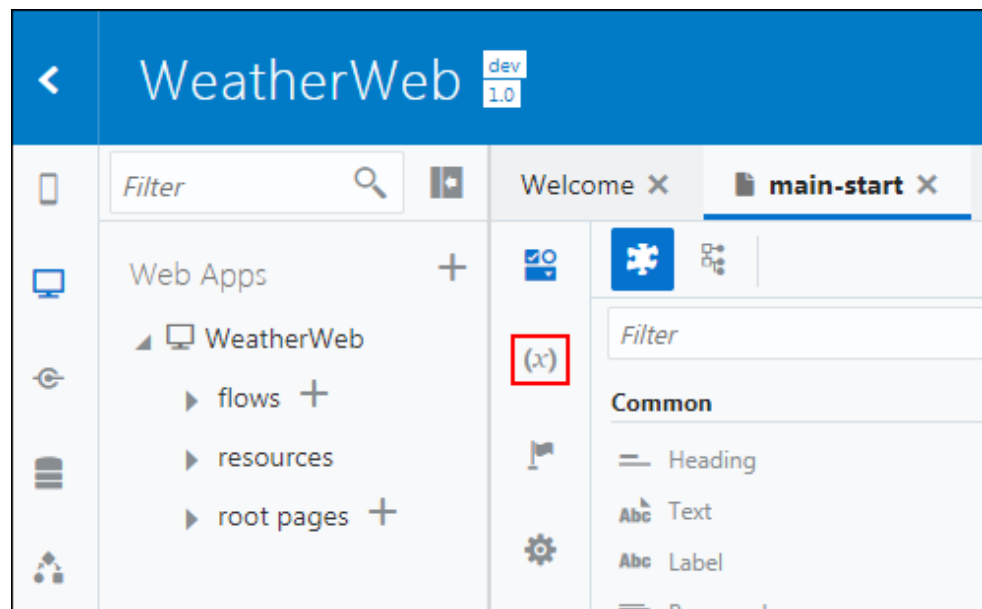 WeatherWeb
dev
1.0
Filter
Welcome
main-start
Web Apps
WeatherWeb
flows
resources
root pages
(x)
Filter
Common
Heading
Abc Text
Abc Label